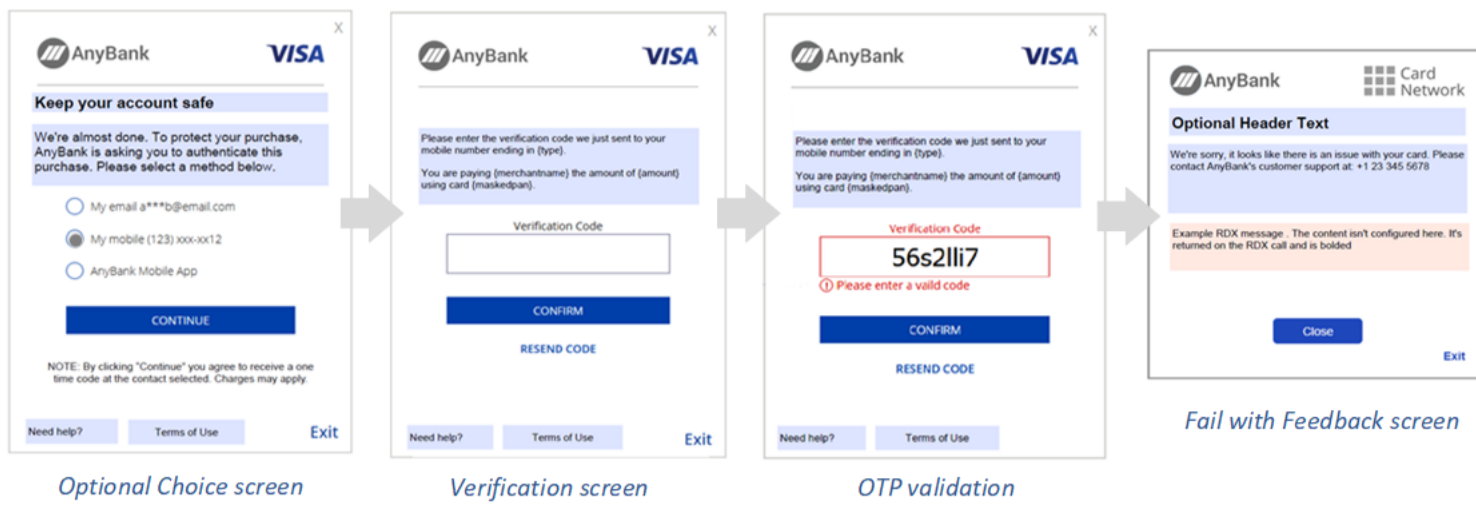 X
AnyBank
VISA
Keep your account safe
We're almost done. To protect your purchase,
AnyBank is asking you to authenticate this
purchase. Please select a method below.
My email a***b@email.com
My mobile (123) xxx-xx12
AnyBank Mobile App
CONTINUE
NOTE: By clicking "Continue" you agree to receive a one
time code at the contact selected. Charges may apply.
Need help?
Terms of Use
Exit
Optional Choice screen
X
AnyBank
VISA
Please enter the verification code we just sent to your
mobile number ending in {type}.
You are paying {merchantname} the amount of {amount}
using card {maskedpan}.
Verification Code
CONFIRM
RESEND CODE
Need help?
Terms of Use
Exit
Verification screen
X
AnyBank
VISA
Please enter the verification code we just sent to your
mobile number ending in {type}.
You are paying {merchantname} the amount of {amount}
using card {maskedpan}.
Verification Code
56s2lli7
Please enter a vaild code
CONFIRM
RESEND CODE
Need help?
Terms of Use
OTP validation
AnyBank
Card
Network
Optional Header Text
We're sorry, it looks like there is an issue with your card. Please
contact AnyBank's customer support at: +1 23 345 5678
Example RDX message . The content isn't configured here. It's
returned on the RDX call and is bolded
Close
Exit
Fail with Feedback screen